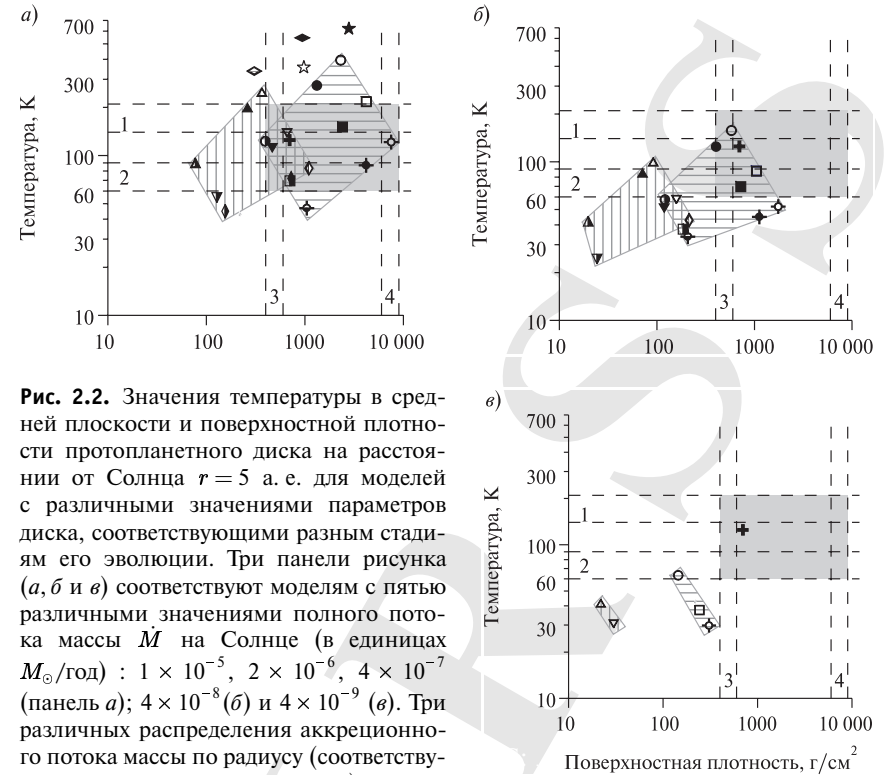 а)
700
300
100
60
30
10
Температура, К
1
2
3
4
10
100
1000
10 000
б)
700
300
100
60
30
10
Температура, К
1
2
3
4
10
100
1000
10 000
в)
700
300
100
60
30
10
Температура, К
1
2
3
4
10
100
1000
10 000
Поверхностная плотность, г/см²
Рис. 2.2. Значения температуры в сред-
ней плоскости и поверхностной плотно-
сти протопланетного диска на расстоя-
нии от Солнца r = 5 а. е. для моделей
с различными значениями параметров
диска, соответствующими разным стади-
ям его эволюции. Три панели рисунка
(а, б и в) соответствуют моделям с пятью
различными значениями полного пото-
ка массы Ṁ на Солнце (в единицах
M☉/год) : 1 × 10⁻⁵, 2 × 10⁻⁶, 4 × 10⁻⁷
(панель а); 4 × 10⁻⁸ (б) и 4 × 10⁻⁹ (в). Три
различных распределения аккреционно-
го потока массы по радиусу (соответству-